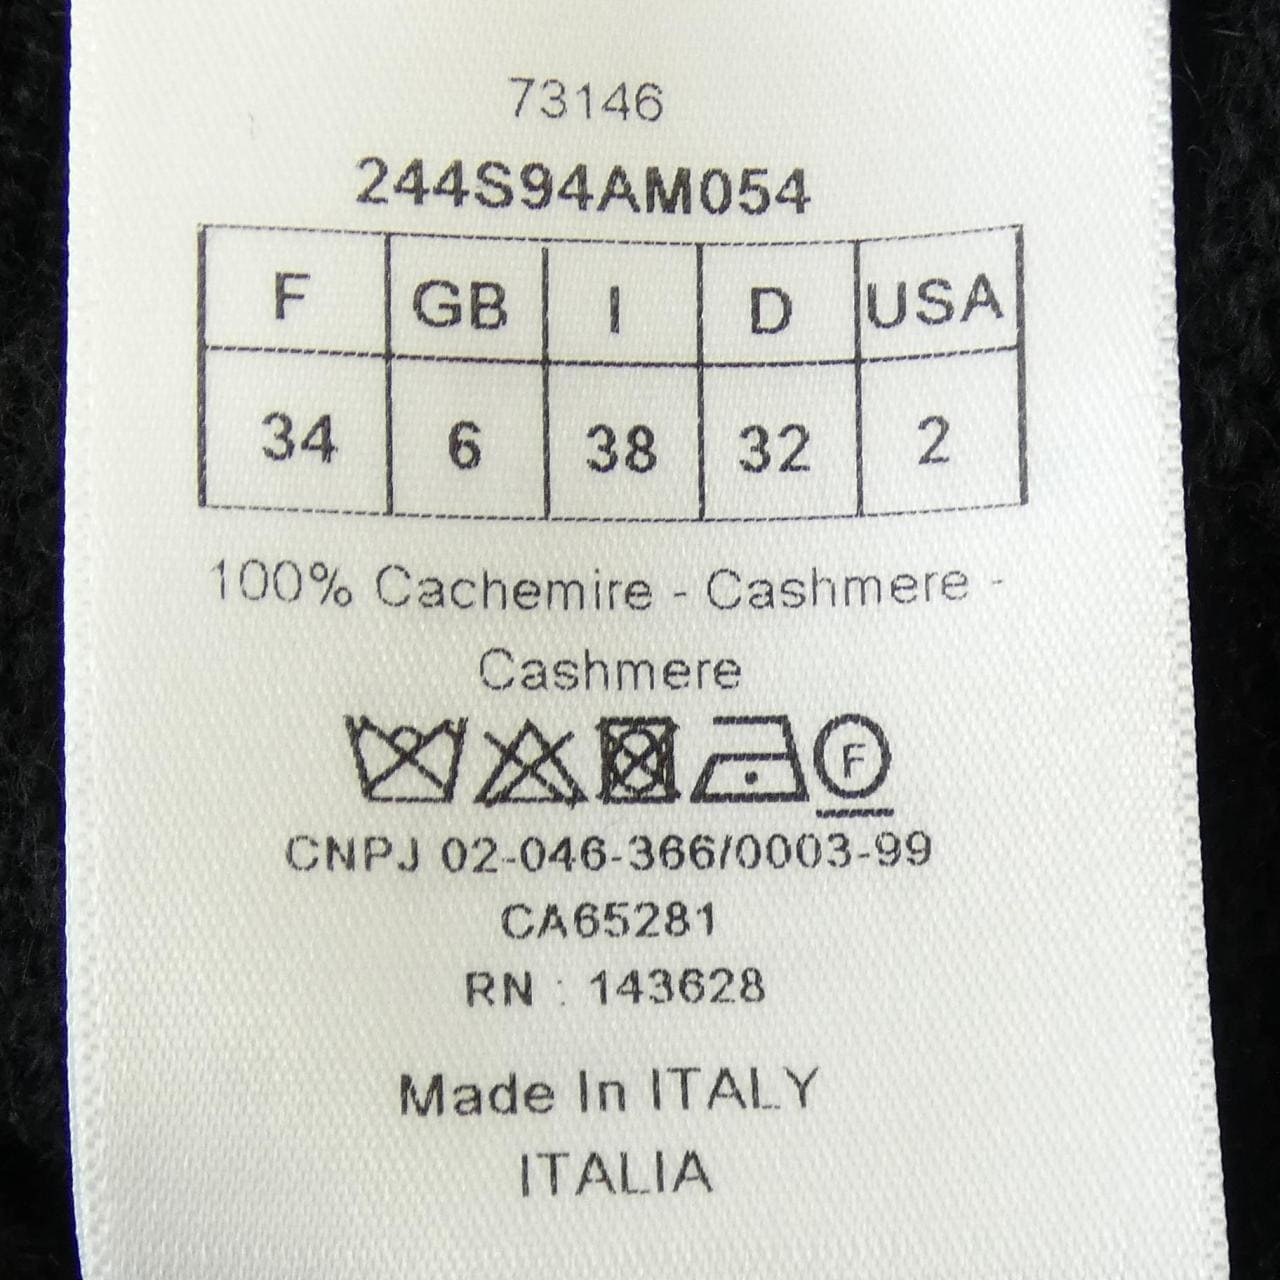 73146
244S94AM054
F GB I D USA
34 6 38 32 2
100% Cachemire - Cashmere -
Cashmere
F
CNPJ 02-046-366/0003-99
CA65281
RN : 143628
Made In ITALY
ITALIA